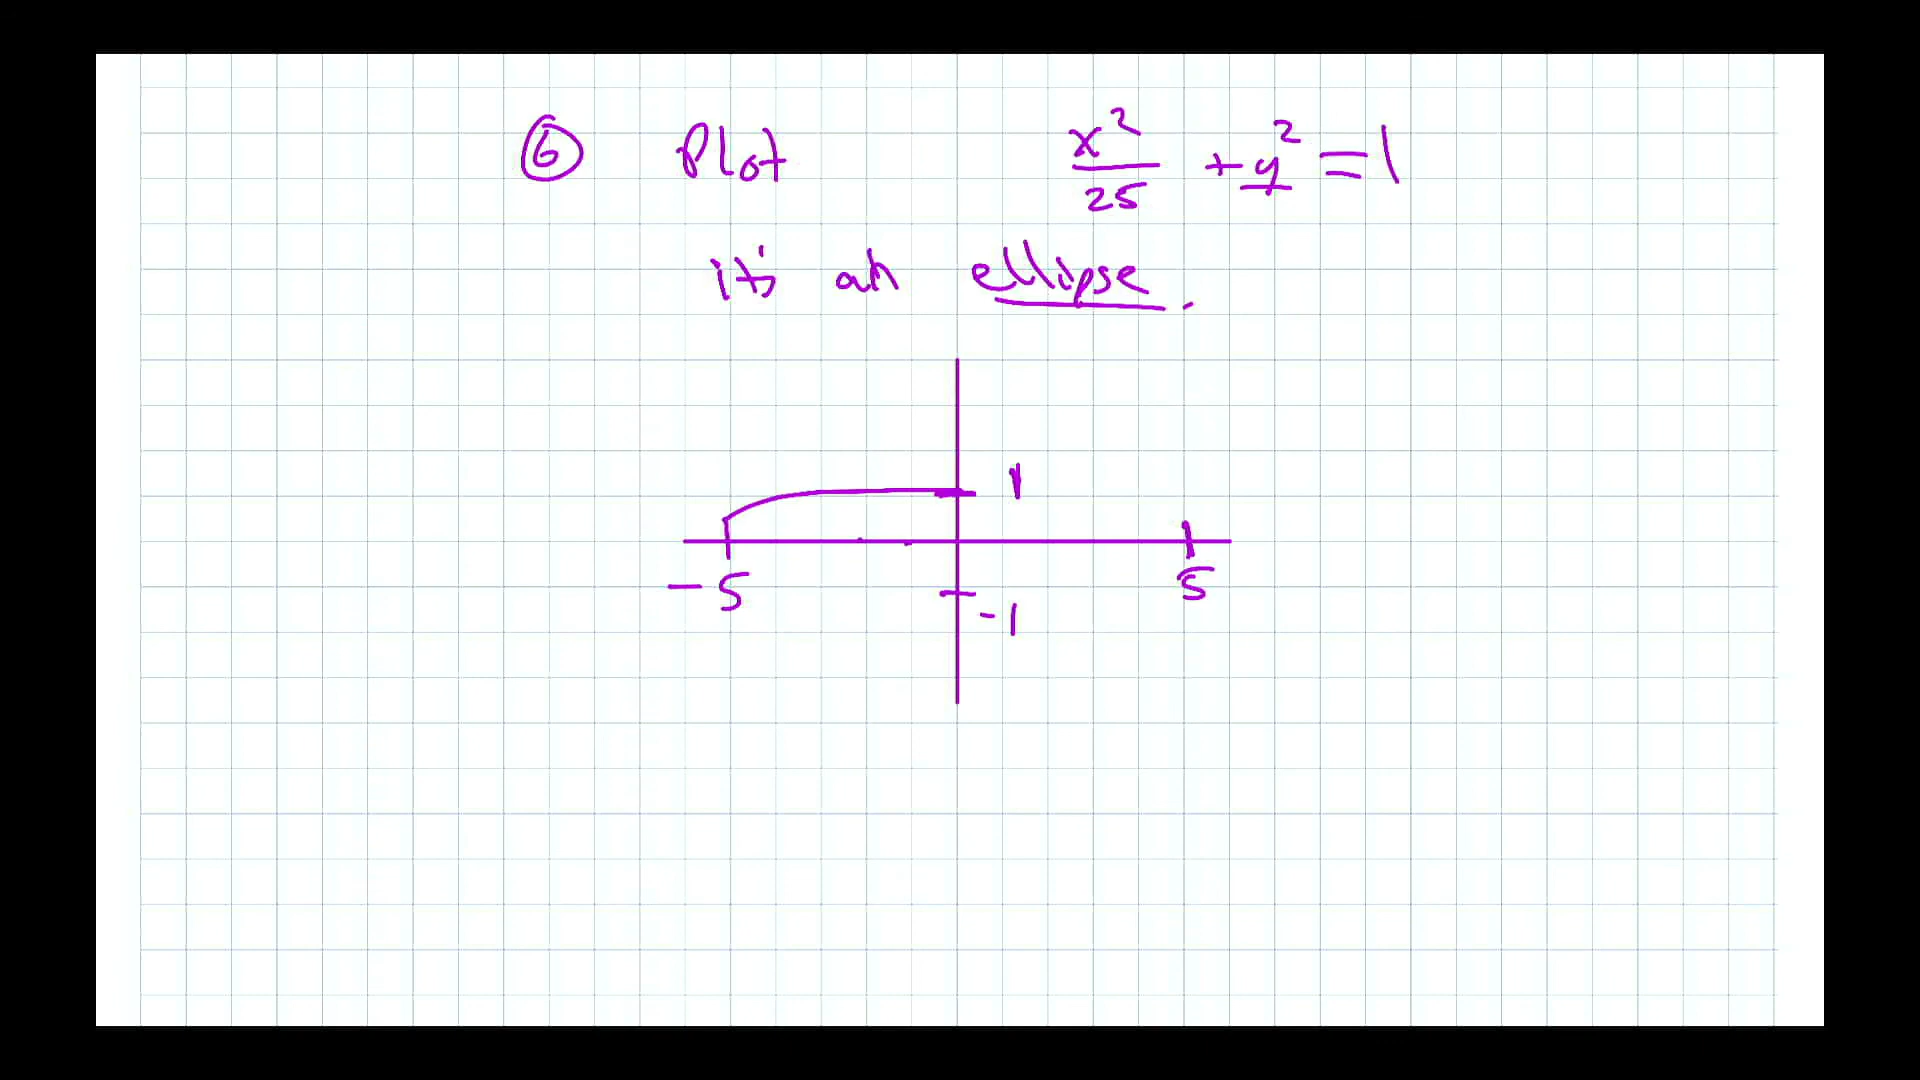 ⑥ Plot x²/25 + y² = 1
it's an ellipse.
1
-5 5
-1